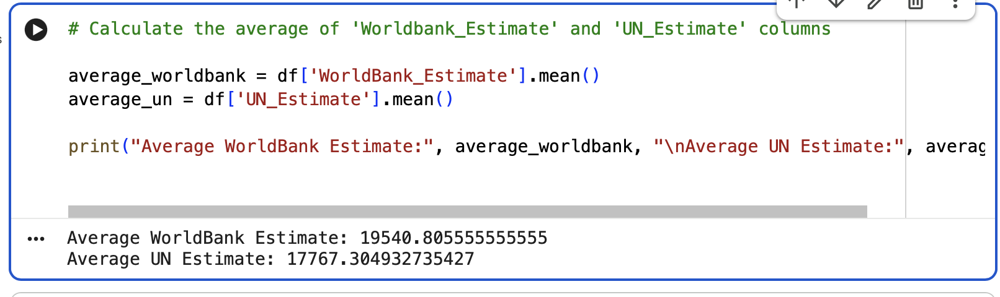 # Calculate the average of 'Worldbank_Estimate' and 'UN_Estimate' columns
average_worldbank = df['WorldBank_Estimate'].mean()
average_un = df['UN_Estimate'].mean()
print("Average WorldBank Estimate:", average_worldbank, "\nAverage UN Estimate:", averag
Average WorldBank Estimate: 19540.805555555555
Average UN Estimate: 17767.304932735427